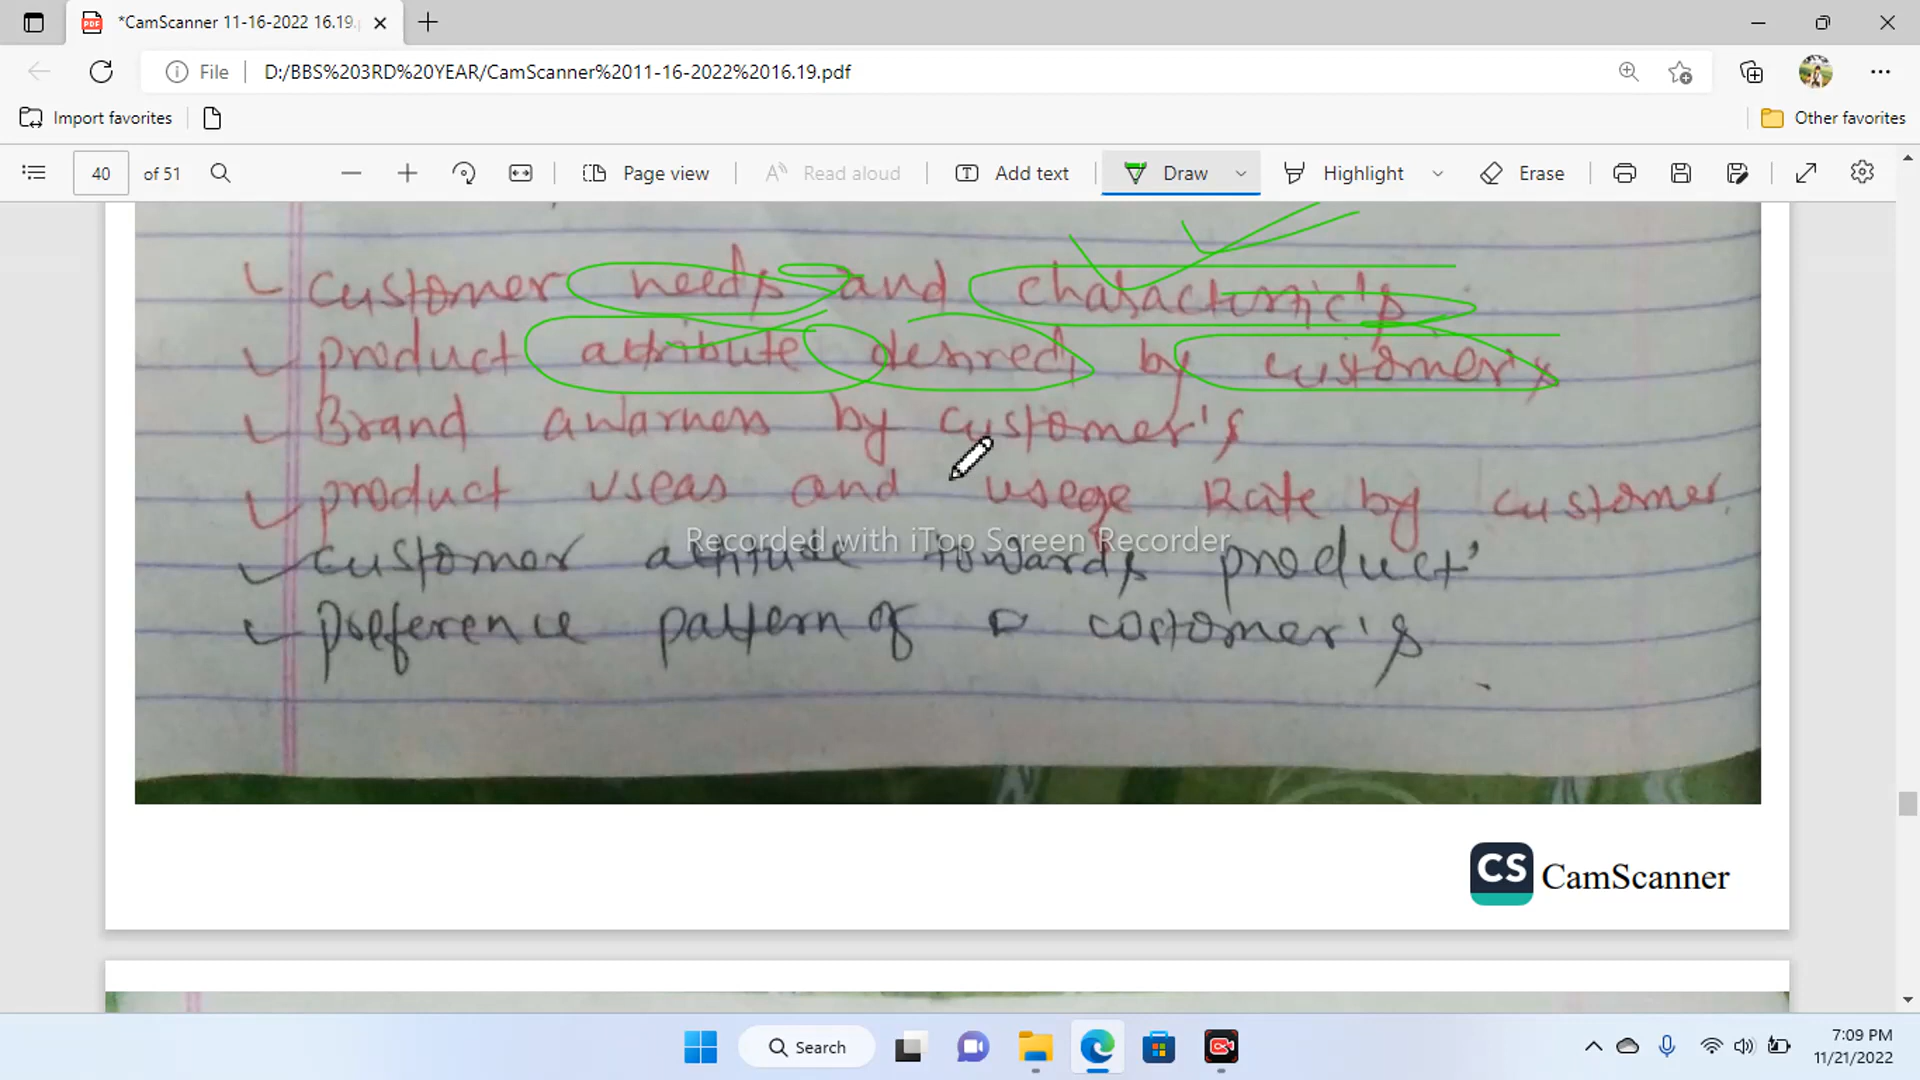 *CamScanner 11-16-2022 16.19.
File D:/BBS%203RD%20YEAR/CamScanner%2011-16-2022%2016.19.pdf
Import favorites Other favorites
40 of 51 Page view Read aloud Add text Draw Highlight Erase
customer needs and characteristic's
product attribute desired by customers
Brand awarness by customer's
product useas and usege Rate by customer
Recorded with iTop Screen Recorder
customer attitude towards product'
preference pattern of costomer's
CS CamScanner
Search
7:09 PM
11/21/2022